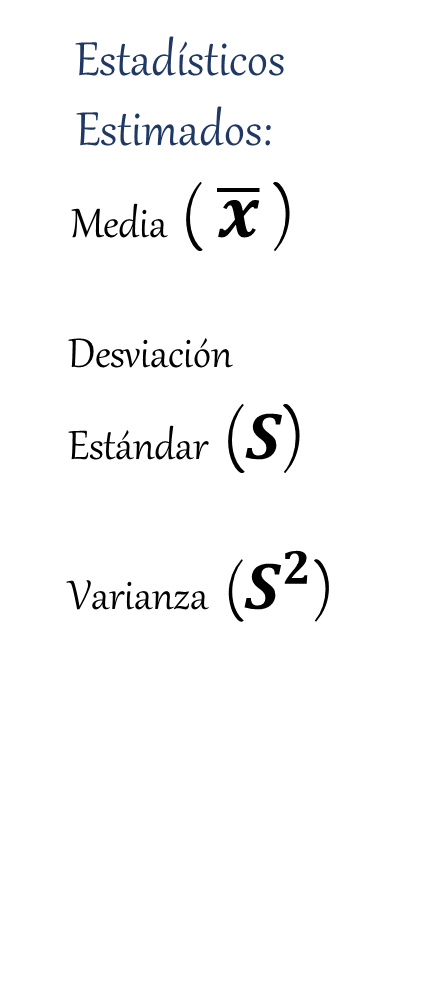 Estadísticos
Estimados:
Media ( x̅ )
Desviación
Estándar (S)
Varianza (S²)